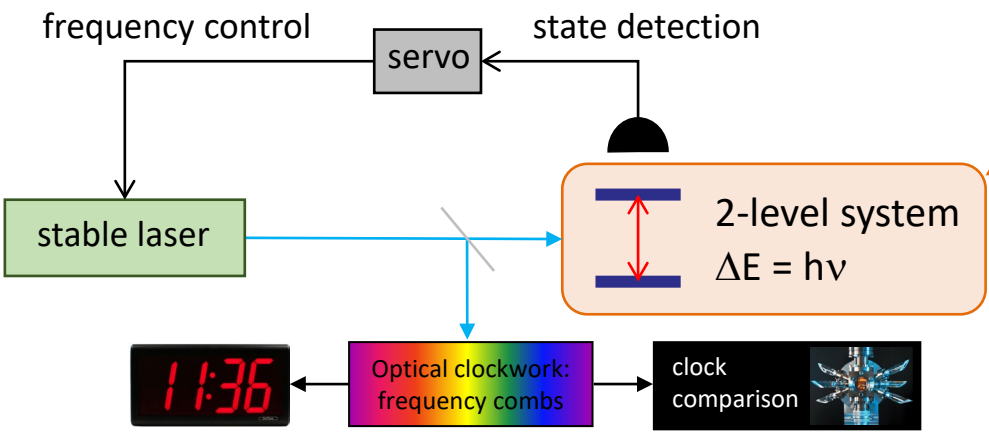 frequency control
state detection
servo
stable laser
2-level system
ΔE = hν
11:36
Optical clockwork:
frequency combs
clock
comparison